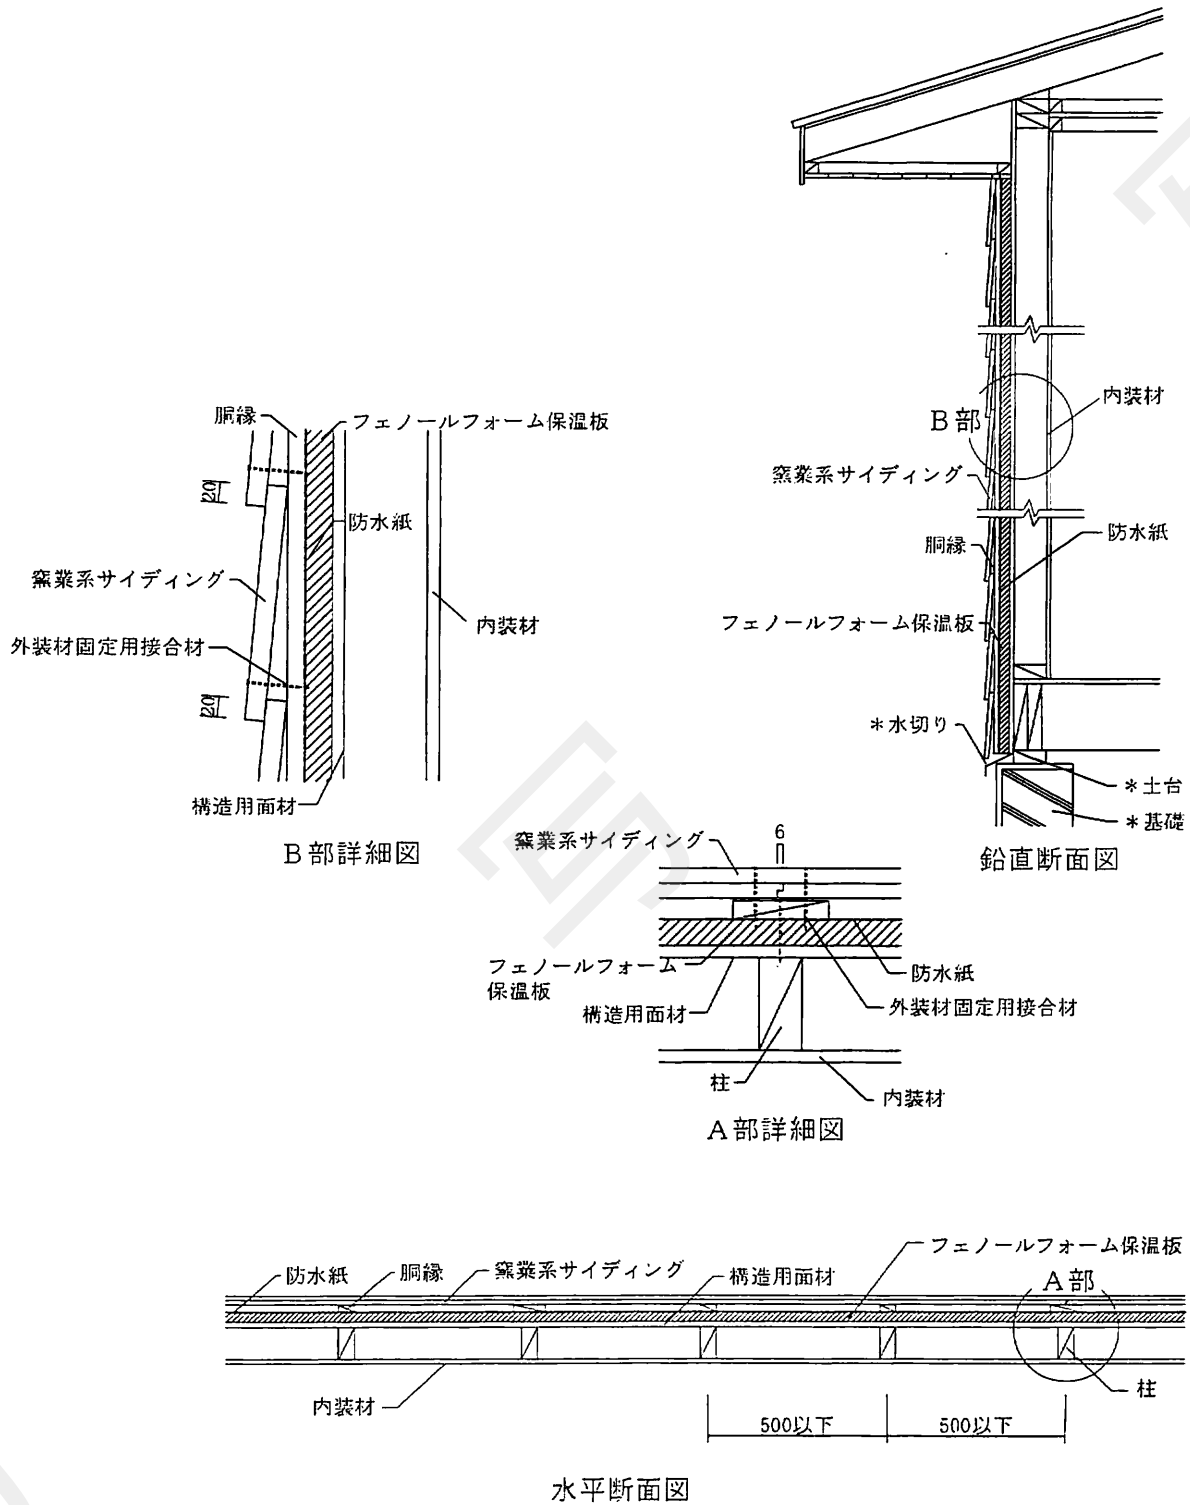 内装材
B部
窯業系サイディング
胴縁
防水紙
フェノールフォーム保温板
＊水切り
＊土台
＊基礎
鉛直断面図
胴縁
フェノールフォーム保温板
20
防水紙
窯業系サイディング
内装材
外装材固定用接合材
20
構造用面材
B部詳細図
6
窯業系サイディング
フェノールフォーム
保温板
防水紙
構造用面材
外装材固定用接合材
柱
内装材
A部詳細図
フェノールフォーム保温板
防水紙
胴縁
窯業系サイディング
構造用面材
A部
内装材
柱
500以下
500以下
水平断面図
写